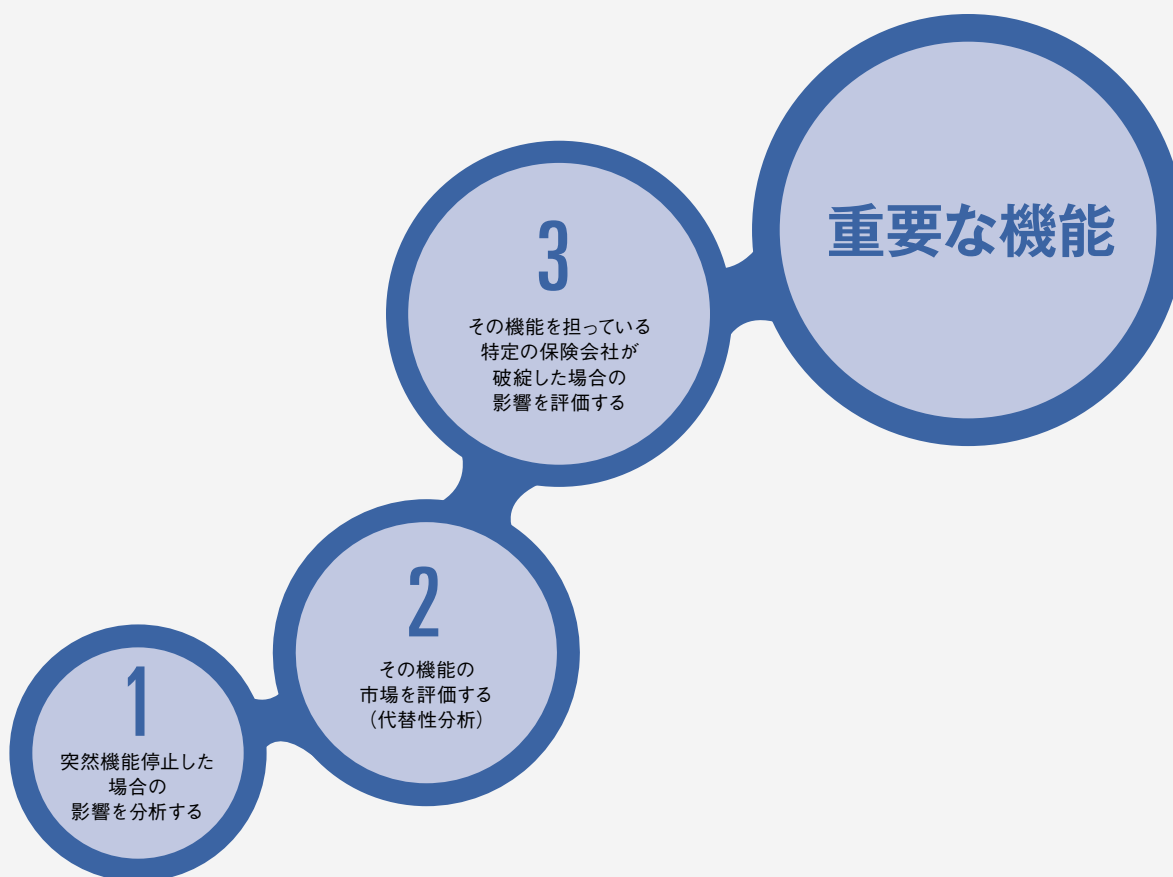 重要な機能
3
その機能を担っている
特定の保険会社が
破綻した場合の
影響を評価する
2
その機能の
市場を評価する
（代替性分析）
1
突然機能停止した
場合の
影響を分析する